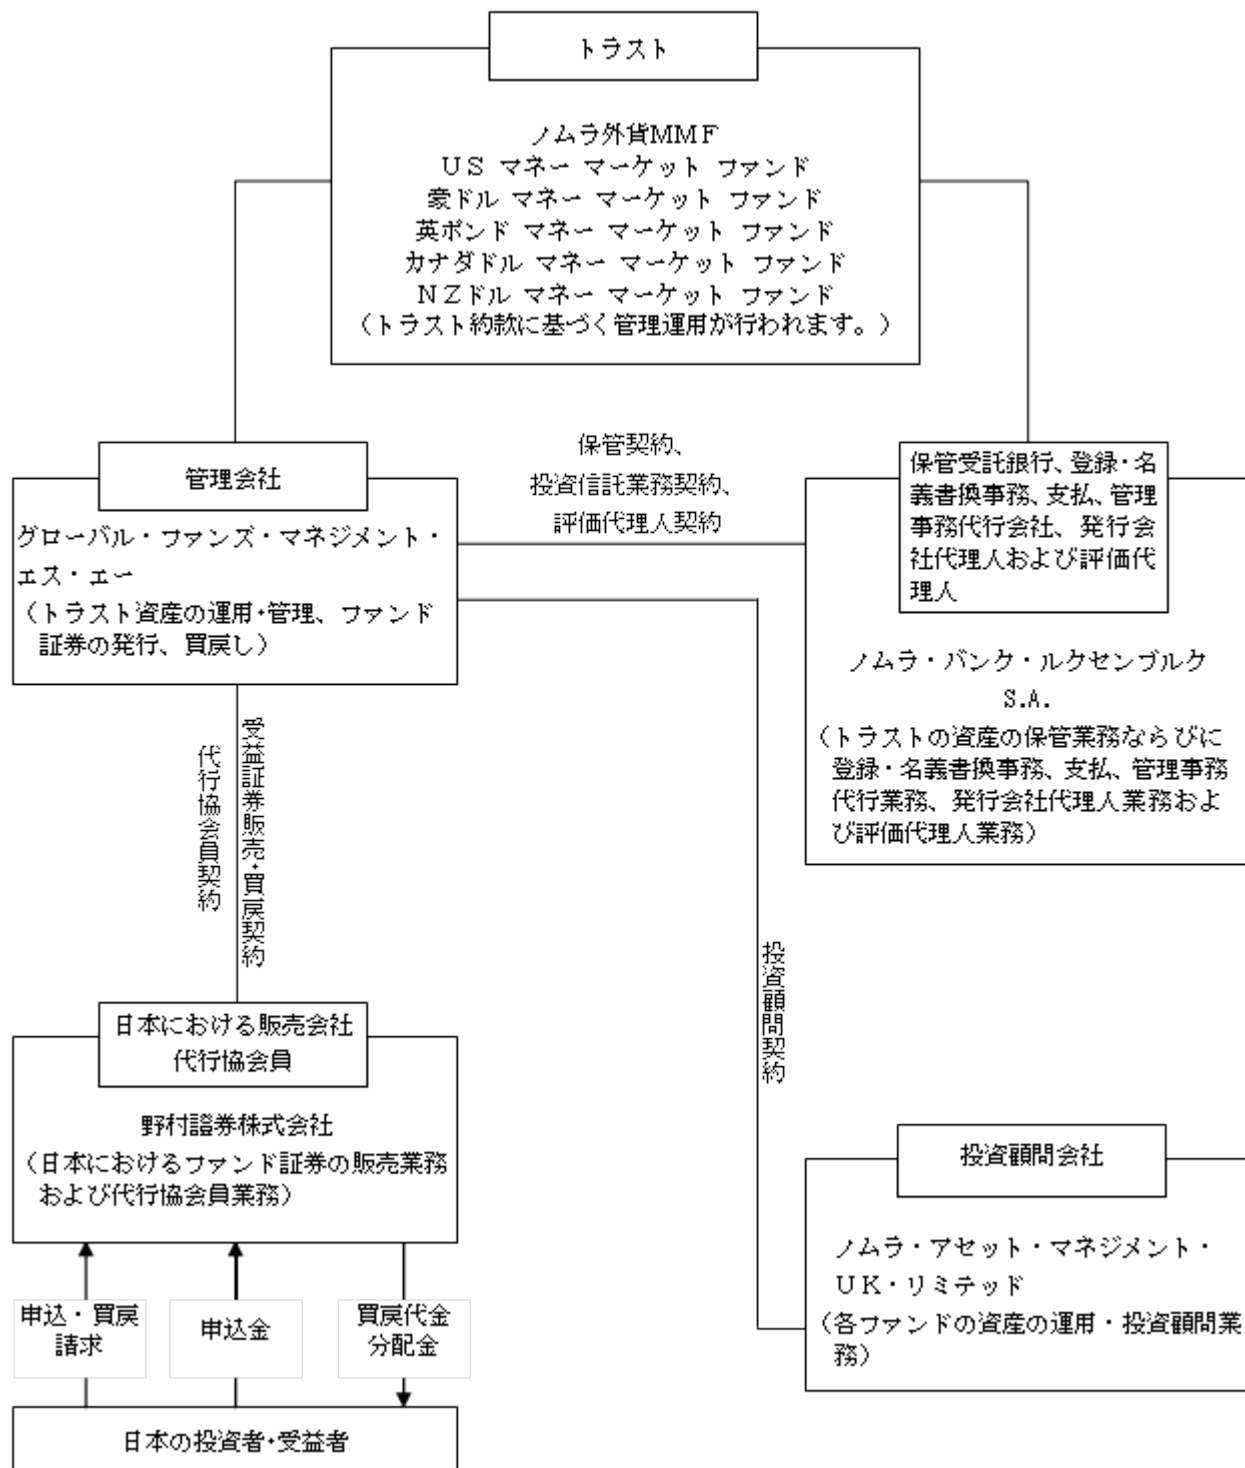 トラスト
ノムラ外貨MMF
US マネー マーケット ファンド
豪ドル マネー マーケット ファンド
英ポンド マネー マーケット ファンド
カナダドル マネー マーケット ファンド
NZドル マネー マーケット ファンド
（トラスト約款に基づく管理運用が行われます。）
管理会社
グローバル・ファンズ・マネジメント・
エス・エー
（トラスト資産の運用・管理、ファンド
証券の発行、買戻し）
保管契約、
投資信託業務契約、
評価代理人契約
保管受託銀行、登録・名
義書換事務、支払、管理
事務代行会社、発行会
社代理人および評価代
理人
ノムラ・バンク・ルクセンブルク
S.A.
（トラストの資産の保管業務ならびに
登録・名義書換事務、支払、管理事務
代行業務、発行会社代理人業務およ
び評価代理人業務）
代行協会員契約
受益証券販売・買戻契約
投資顧問契約
日本における販売会社
代行協会員
野村證券株式会社
（日本におけるファンド証券の販売業務
および代行協会員業務）
投資顧問会社
ノムラ・アセット・マネジメント・
UK・リミテッド
（各ファンドの資産の運用・投資顧問業
務）
申込・買戻
請求
申込金
買戻代金
分配金
日本の投資者・受益者